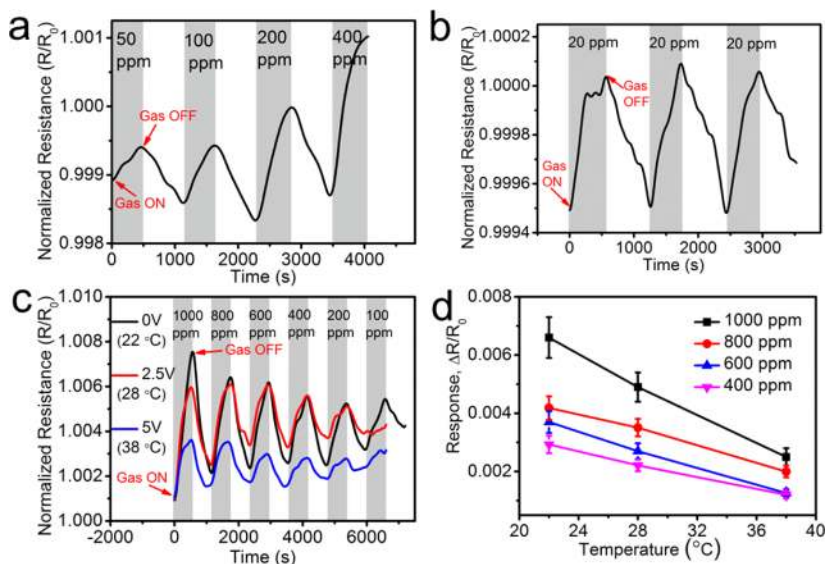 a
50 ppm
100 ppm
200 ppm
400 ppm
Gas OFF
Gas ON
1.001
1.000
0.999
0.998
Normalized Resistance (R/R0)
0 1000 2000 3000 4000
Time (s)
b
20 ppm 20 ppm 20 ppm
Gas OFF
Gas ON
1.0002
1.0000
0.9998
0.9996
0.9994
Normalized Resistance (R/R0)
0 1000 2000 3000
Time (s)
c
1.010
1.008
1.006
1.004
1.002
1.000
Normalized Resistance (R/R0)
0V
(22 °C)
2.5V
(28 °C)
5V
(38 °C)
1000 ppm
800 ppm
600 ppm
400 ppm
200 ppm
100 ppm
Gas OFF
Gas ON
-2000 0 2000 4000 6000
Time (s)
d
0.008
0.006
0.004
0.002
Response, ΔR/R0
1000 ppm
800 ppm
600 ppm
400 ppm
20 24 28 32 36 40
Temperature (°C)